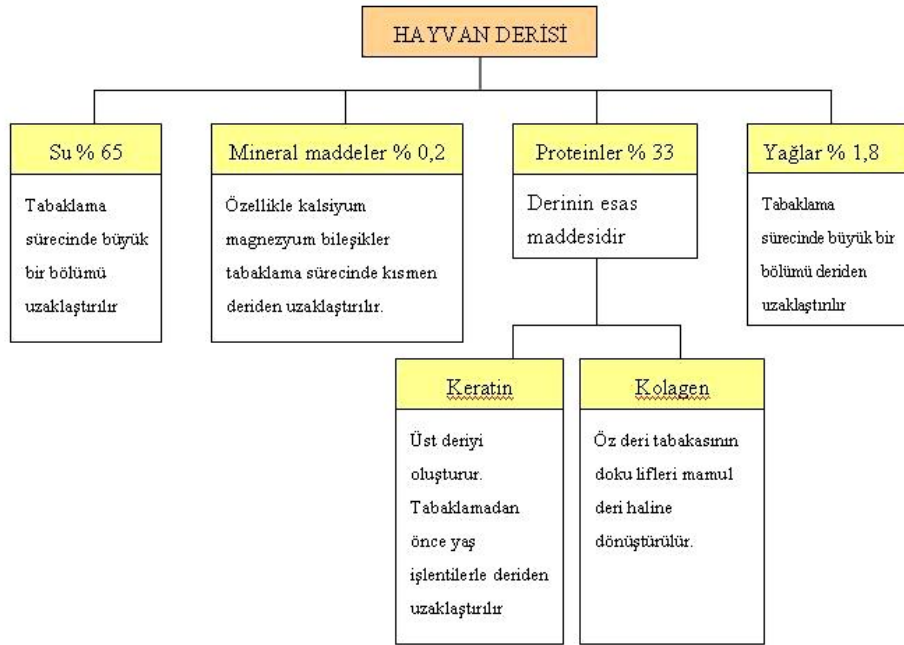 HAYVAN DERİSİ
Su % 65
Tabaklama
sürecinde büyük
bir bölümü
uzaklaştırılır
Mineral maddeler % 0,2
Özellikle kalsiyum
magnezyum bileşikler
tabaklama sürecinde kısmen
deriden uzaklaştırılır.
Proteinler % 33
Derinin esas
maddesidir
Yağlar % 1,8
Tabaklama
sürecinde büyük bir
bölümü deriden
uzaklaştırılır
Keratin
Üst deriyi
oluşturur.
Tabaklamadan
önce yaş
işlentilerle deriden
uzaklaştırılır
Kolagen
Öz deri tabakasının
doku lifleri mamul
deri haline
dönüştürülür.